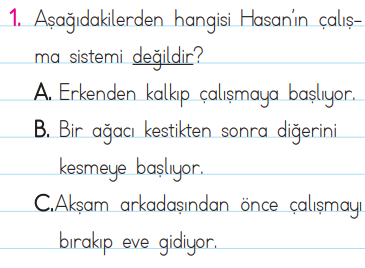 1. Aşağıdakilerden hangisi Hasan'ın çalış-
ma sistemi değildir?
A. Erkenden kalkıp çalışmaya başlıyor.
B. Bir ağacı kestikten sonra diğerini
kesmeye başlıyor.
C.Akşam arkadaşından önce çalışmayı
bırakıp eve gidiyor.